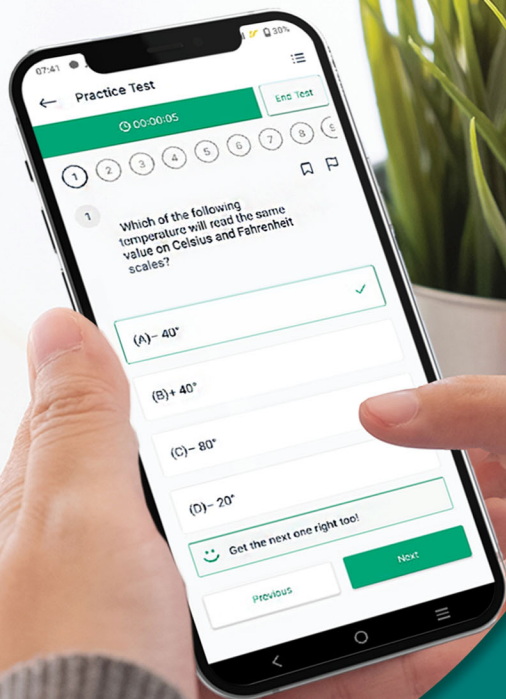 07:41
30%
Practice Test
00:00:05
End Test
1 2 3 4 5 6 7 8 9
1
Which of the following
temperature will read the same
value on Celsius and Fahrenheit
scales?
(A)– 40°
(B)+ 40°
(C)– 80°
(D)– 20°
Get the next one right too!
Previous
Next